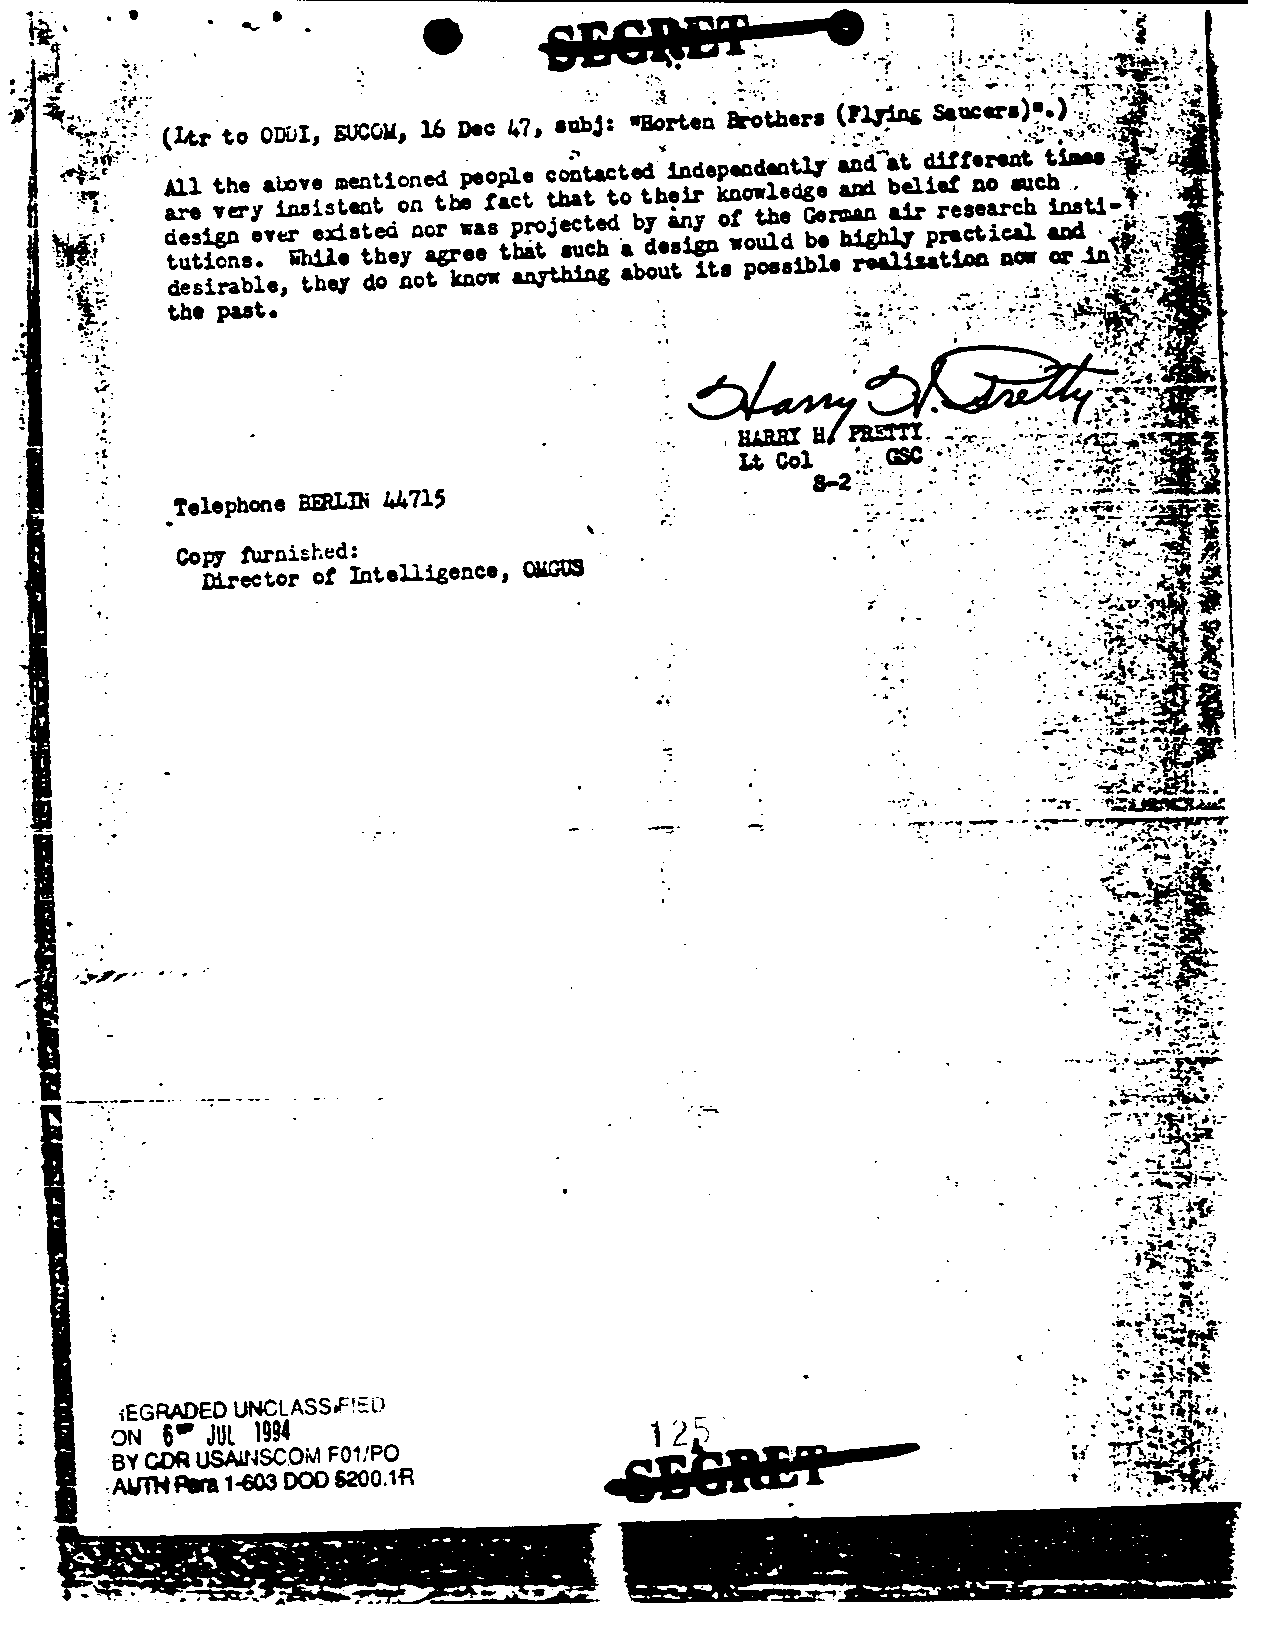 SECRET
(Ltr to ODDI, EUCOM, 16 Dec 47, subj: "Horten Brothers (Flying Saucers)".)
All the above mentioned people contacted independently and at different times
are very insistent on the fact that to their knowledge and belief no such
design ever existed nor was projected by any of the German air research insti-
tutions. While they agree that such a design would be highly practical and
desirable, they do not know anything about its possible realization now or in
the past.
Harry H. Pretty
HARRY H. PRETTY
Lt Col GSC
S-2
Telephone BERLIN 44715
Copy furnished:
Director of Intelligence, OMGUS
EGRADED UNCLASSIFIED
ON 6 JUL 1994
BY CDR USAINSCOM F01/PO
AUTH Para 1-603 DOD 5200.1R
125
SECRET